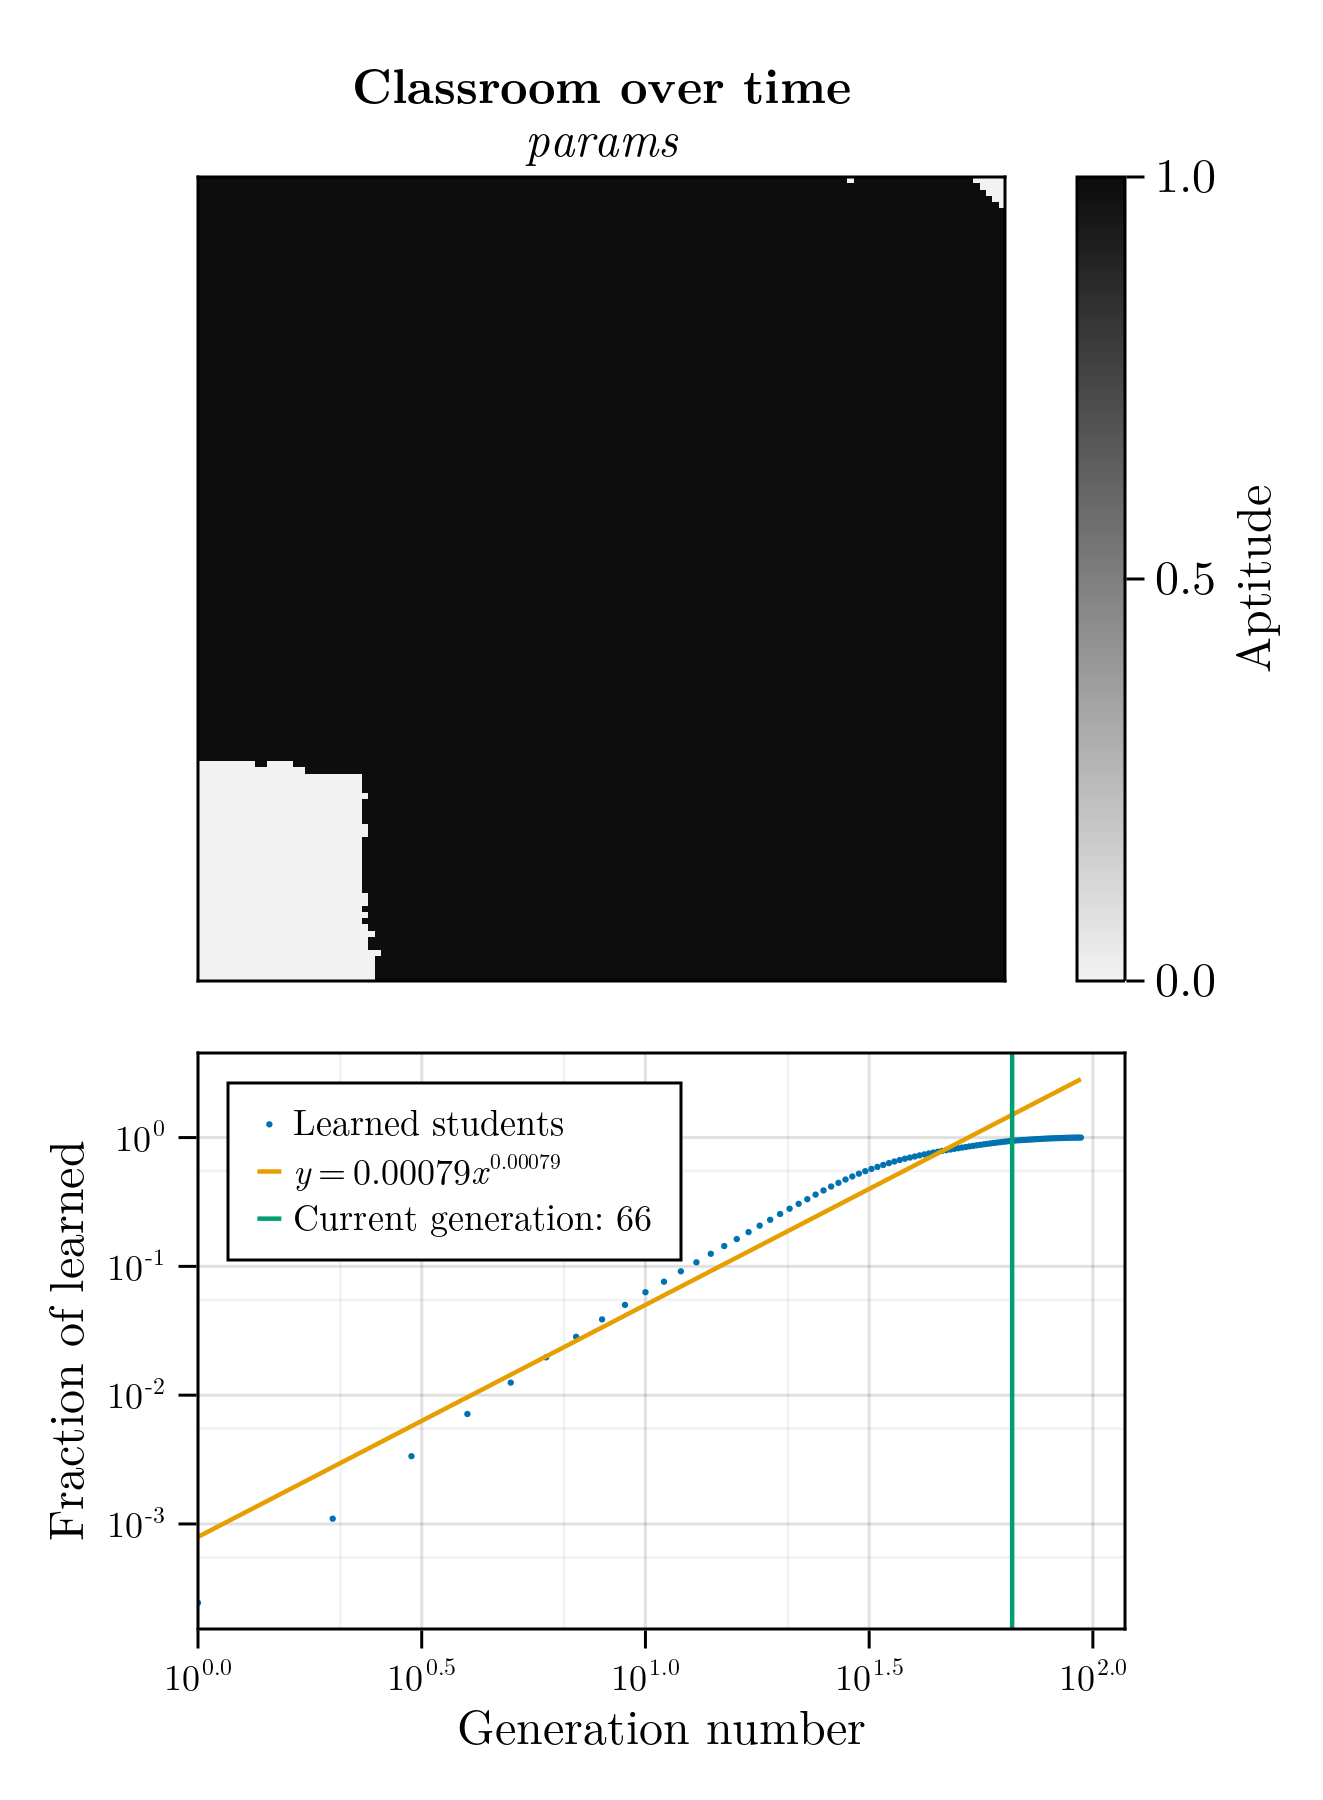 Classroom over time
params
1.0
0.5
0.0
Aptitude
Learned students
y = 0.00079x^0.00079
Current generation: 66
10^0
10^-1
10^-2
10^-3
Fraction of learned
10^0.0 10^0.5 10^1.0 10^1.5 10^2.0
Generation number